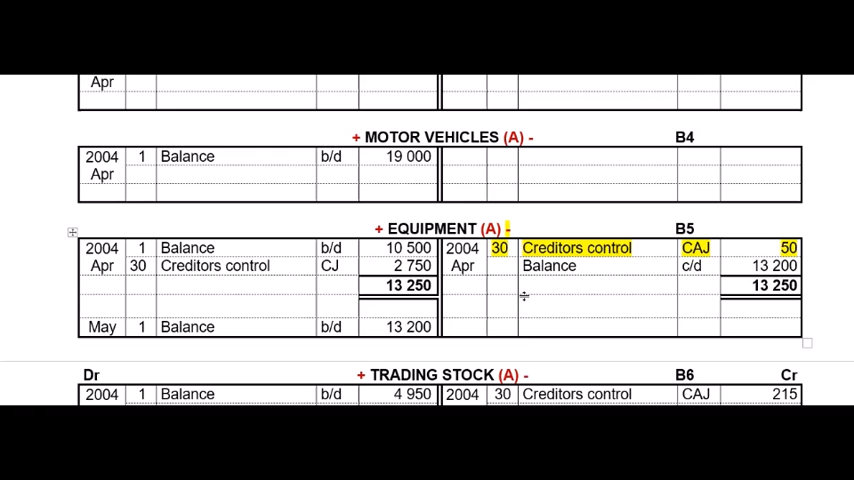 Apr
+ MOTOR VEHICLES (A) - B4
2004 1 Balance b/d 19 000
Apr
+ EQUIPMENT (A) - B5
2004 1 Balance b/d 10 500 2004 30 Creditors control CAJ 50
Apr 30 Creditors control CJ 2 750 Apr Balance c/d 13 200
13 250 13 250
May 1 Balance b/d 13 200
Dr + TRADING STOCK (A) - B6 Cr
2004 1 Balance b/d 4 950 2004 30 Creditors control CAJ 215